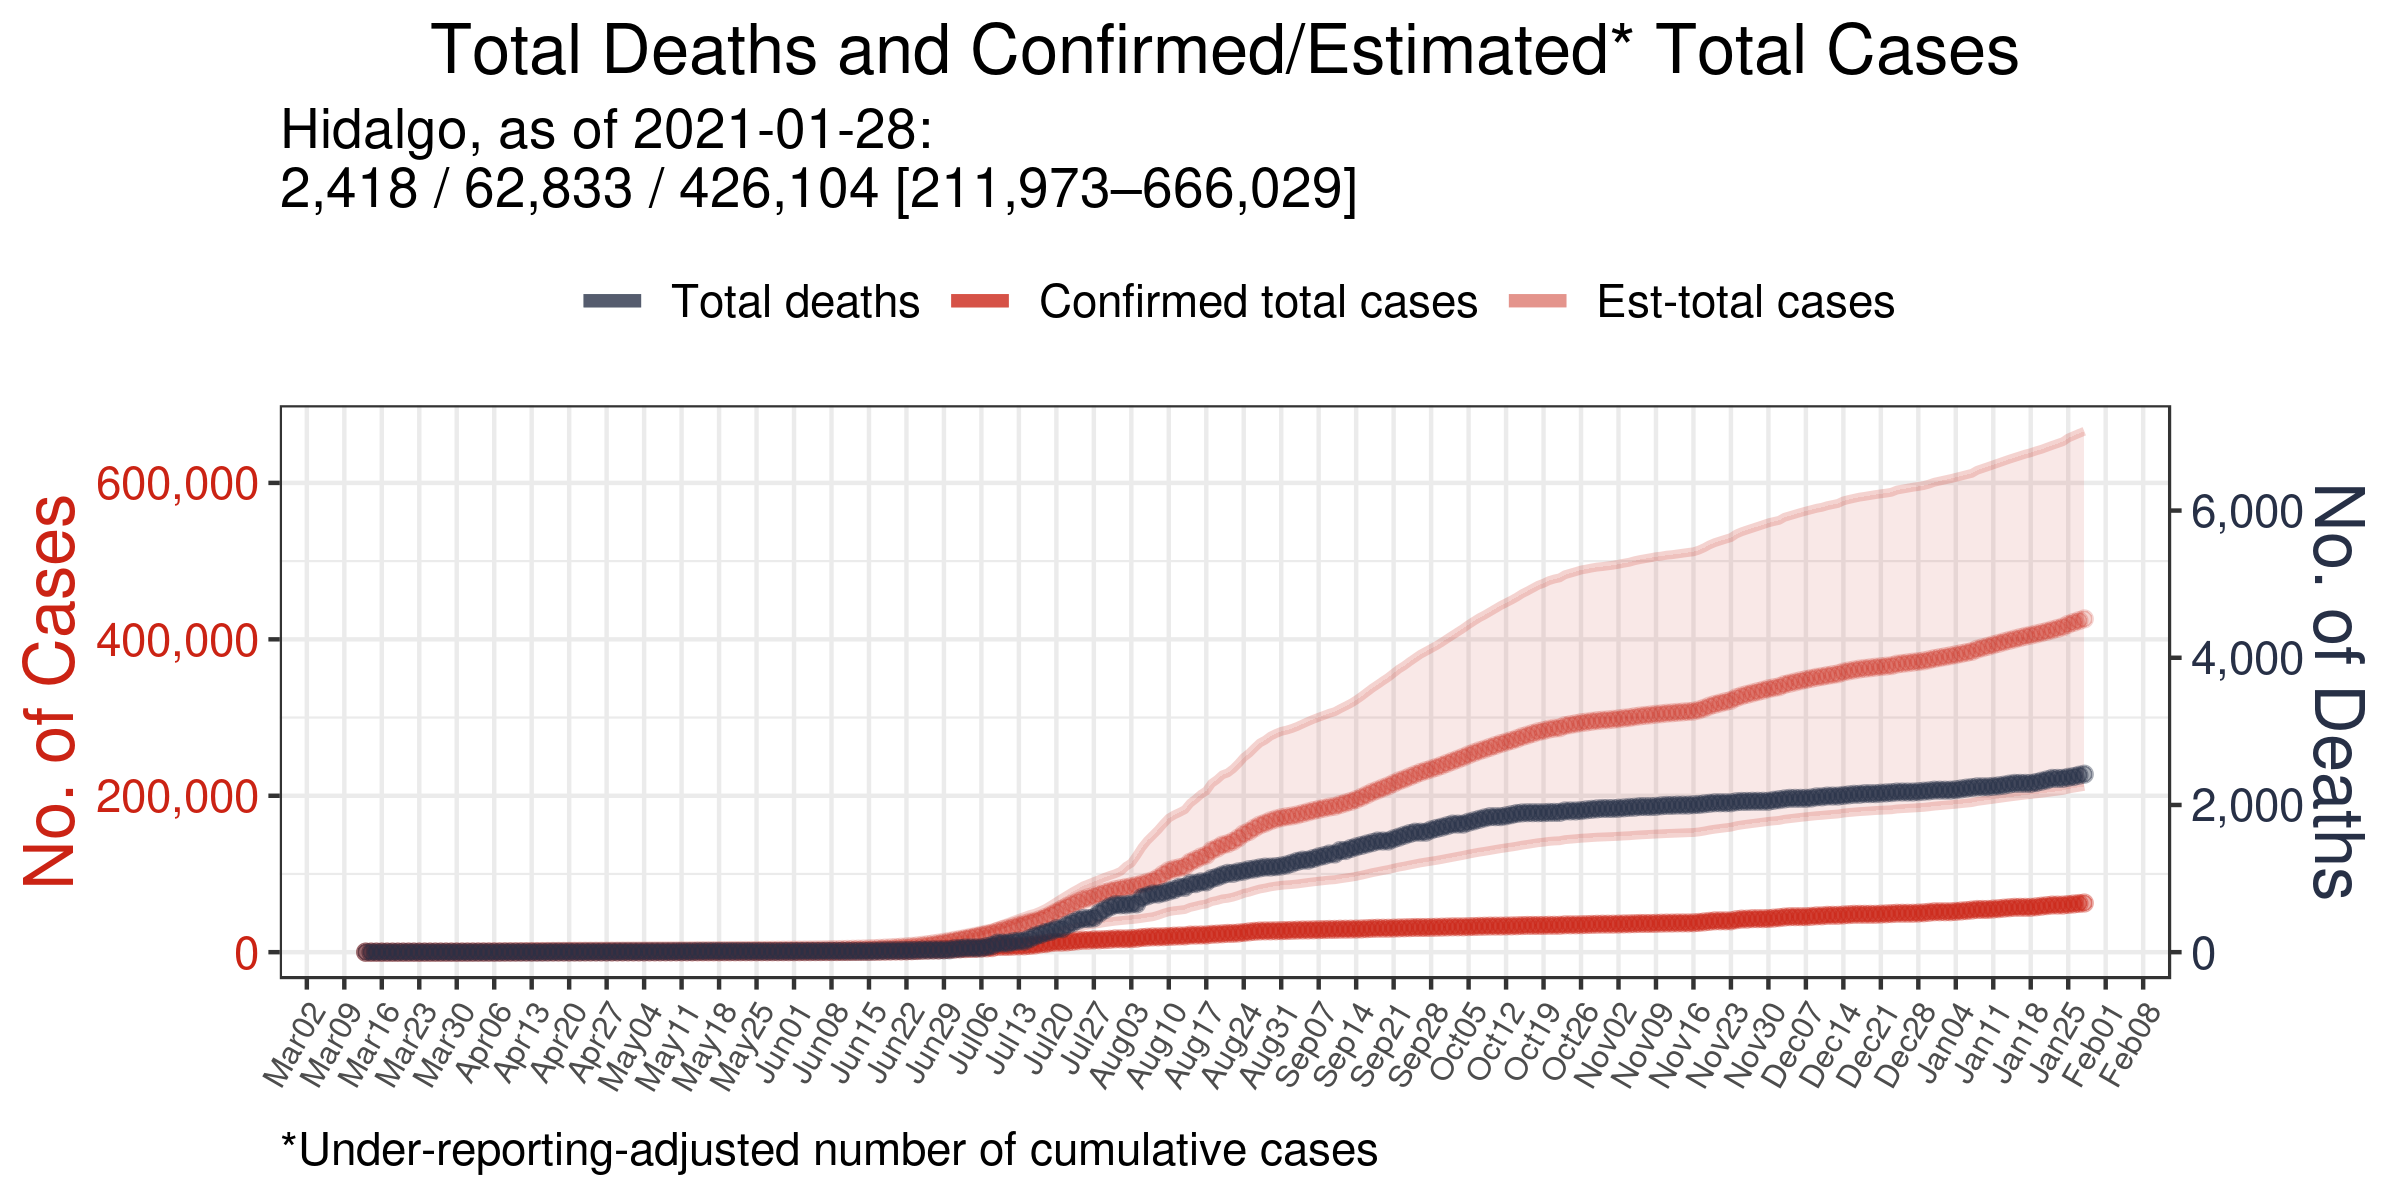 Total Deaths and Confirmed/Estimated* Total Cases
Hidalgo, as of 2021-01-28:
2,418 / 62,833 / 426,104 [211,973–666,029]
Total deaths
Confirmed total cases
Est-total cases
No. of Cases
600,000
400,000
200,000
0
6,000
4,000
2,000
0
No. of Deaths
Mar02
Mar09
Mar16
Mar23
Mar30
Apr06
Apr13
Apr20
Apr27
May04
May11
May18
May25
Jun01
Jun08
Jun15
Jun22
Jun29
Jul06
Jul13
Jul20
Jul27
Aug03
Aug10
Aug17
Aug24
Aug31
Sep07
Sep14
Sep21
Sep28
Oct05
Oct12
Oct19
Oct26
Nov02
Nov09
Nov16
Nov23
Nov30
Dec07
Dec14
Dec21
Dec28
Jan04
Jan11
Jan18
Jan25
Feb01
Feb08
*Under-reporting-adjusted number of cumulative cases